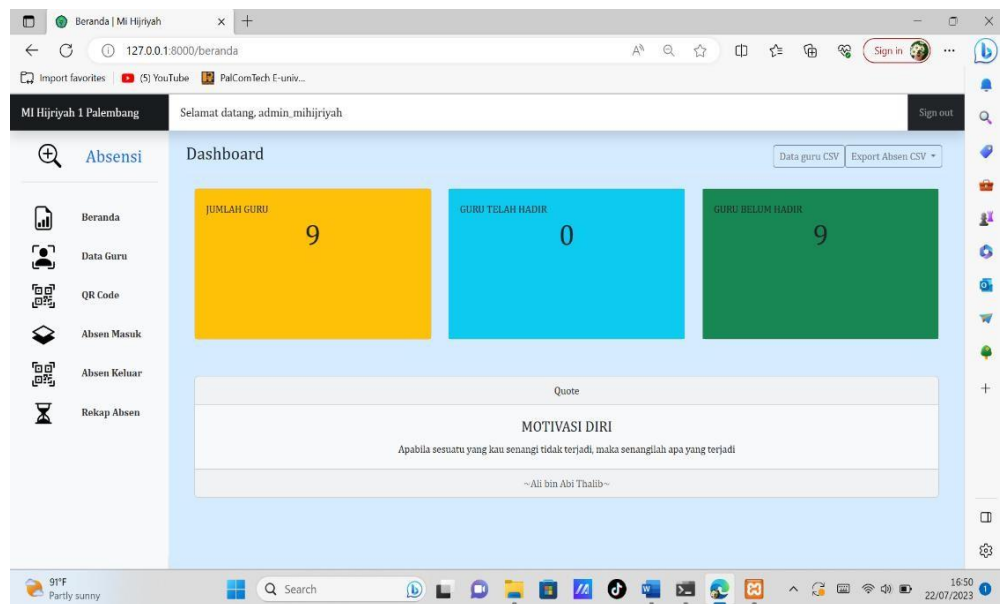 Beranda | Mi Hijriyah
127.0.0.1:8000/beranda
Sign in
Import favorites
(5) YouTube
PalComTech E-univ...
MI Hijriyah 1 Palembang
Selamat datang, admin_mihijriyah
Sign out
Absensi
Dashboard
Data guru CSV
Export Absen CSV
Beranda
Data Guru
QR Code
Absen Masuk
Absen Keluar
Rekap Absen
JUMLAH GURU
9
GURU TELAH HADIR
0
GURU BELUM HADIR
9
Quote
MOTIVASI DIRI
Apabila sesuatu yang kau senangi tidak terjadi, maka senangilah apa yang terjadi
~Ali bin Abi Thalib~
91°F
Partly sunny
Search
16:50
22/07/2023
1